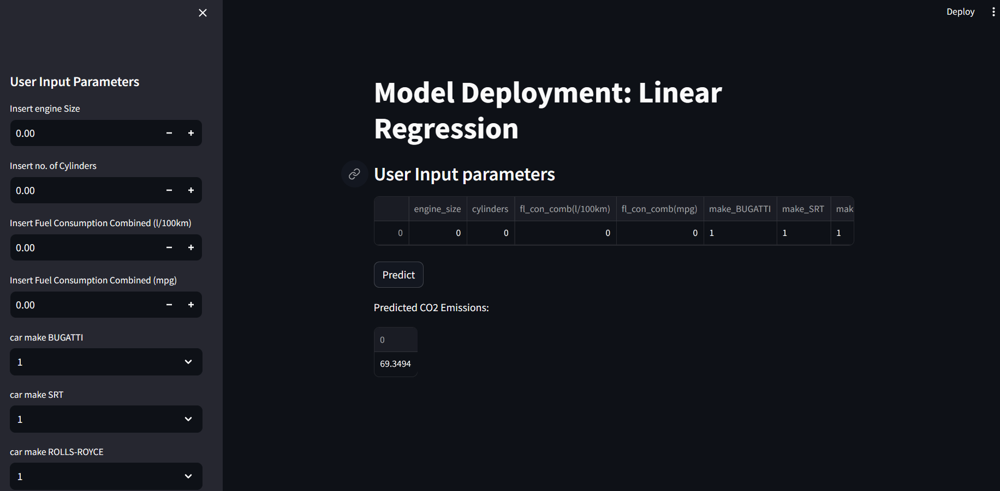 Deploy
User Input Parameters
Insert engine Size
0.00
Insert no. of Cylinders
0.00
Insert Fuel Consumption Combined (l/100km)
0.00
Insert Fuel Consumption Combined (mpg)
0.00
car make BUGATTI
1
car make SRT
1
car make ROLLS-ROYCE
1
Model Deployment: Linear
Regression
User Input parameters
engine_size cylinders fl_con_comb(l/100km) fl_con_comb(mpg) make_BUGATTI make_SRT mak
0 0 0 0 0 1 1 1
Predict
Predicted CO2 Emissions:
0
69.3494